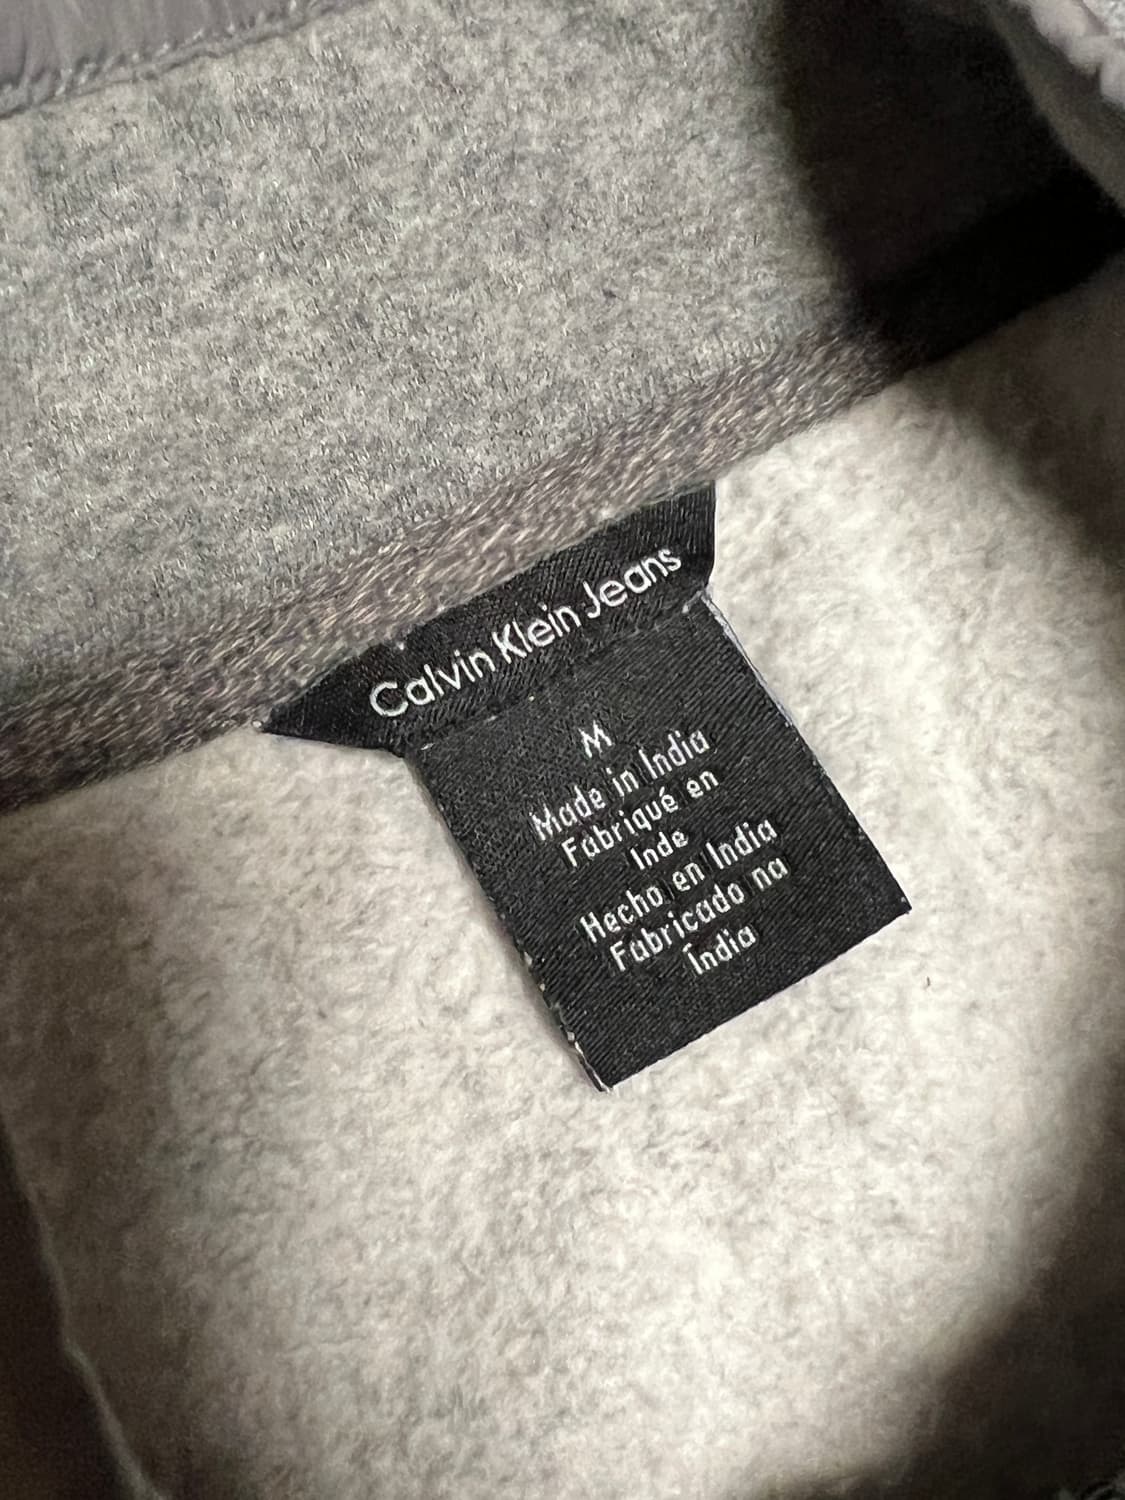 Calvin Klein Jeans
M
Made in India
Fabriqué en
Inde
Hecho en India
Fabricado na
Índia